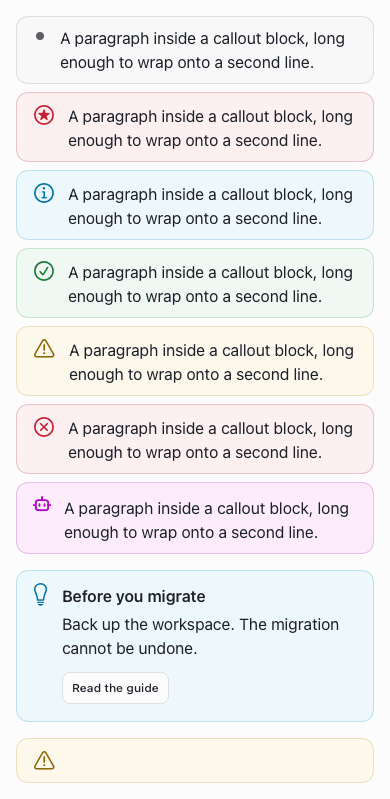 A paragraph inside a callout block, long
enough to wrap onto a second line.
A paragraph inside a callout block, long
enough to wrap onto a second line.
A paragraph inside a callout block, long
enough to wrap onto a second line.
A paragraph inside a callout block, long
enough to wrap onto a second line.
A paragraph inside a callout block, long
enough to wrap onto a second line.
A paragraph inside a callout block, long
enough to wrap onto a second line.
A paragraph inside a callout block, long
enough to wrap onto a second line.
Before you migrate
Back up the workspace. The migration
cannot be undone.
Read the guide